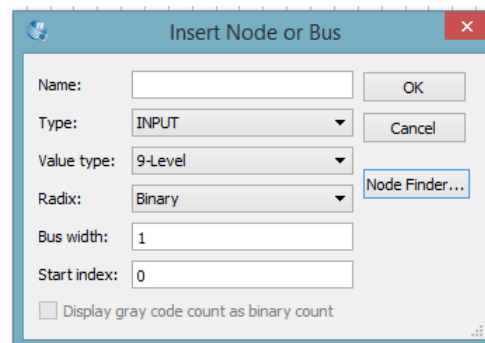 Insert Node or Bus
Name:
OK
Type: INPUT
Cancel
Value type: 9-Level
Node Finder...
Radix: Binary
Bus width: 1
Start index: 0
Display gray code count as binary count